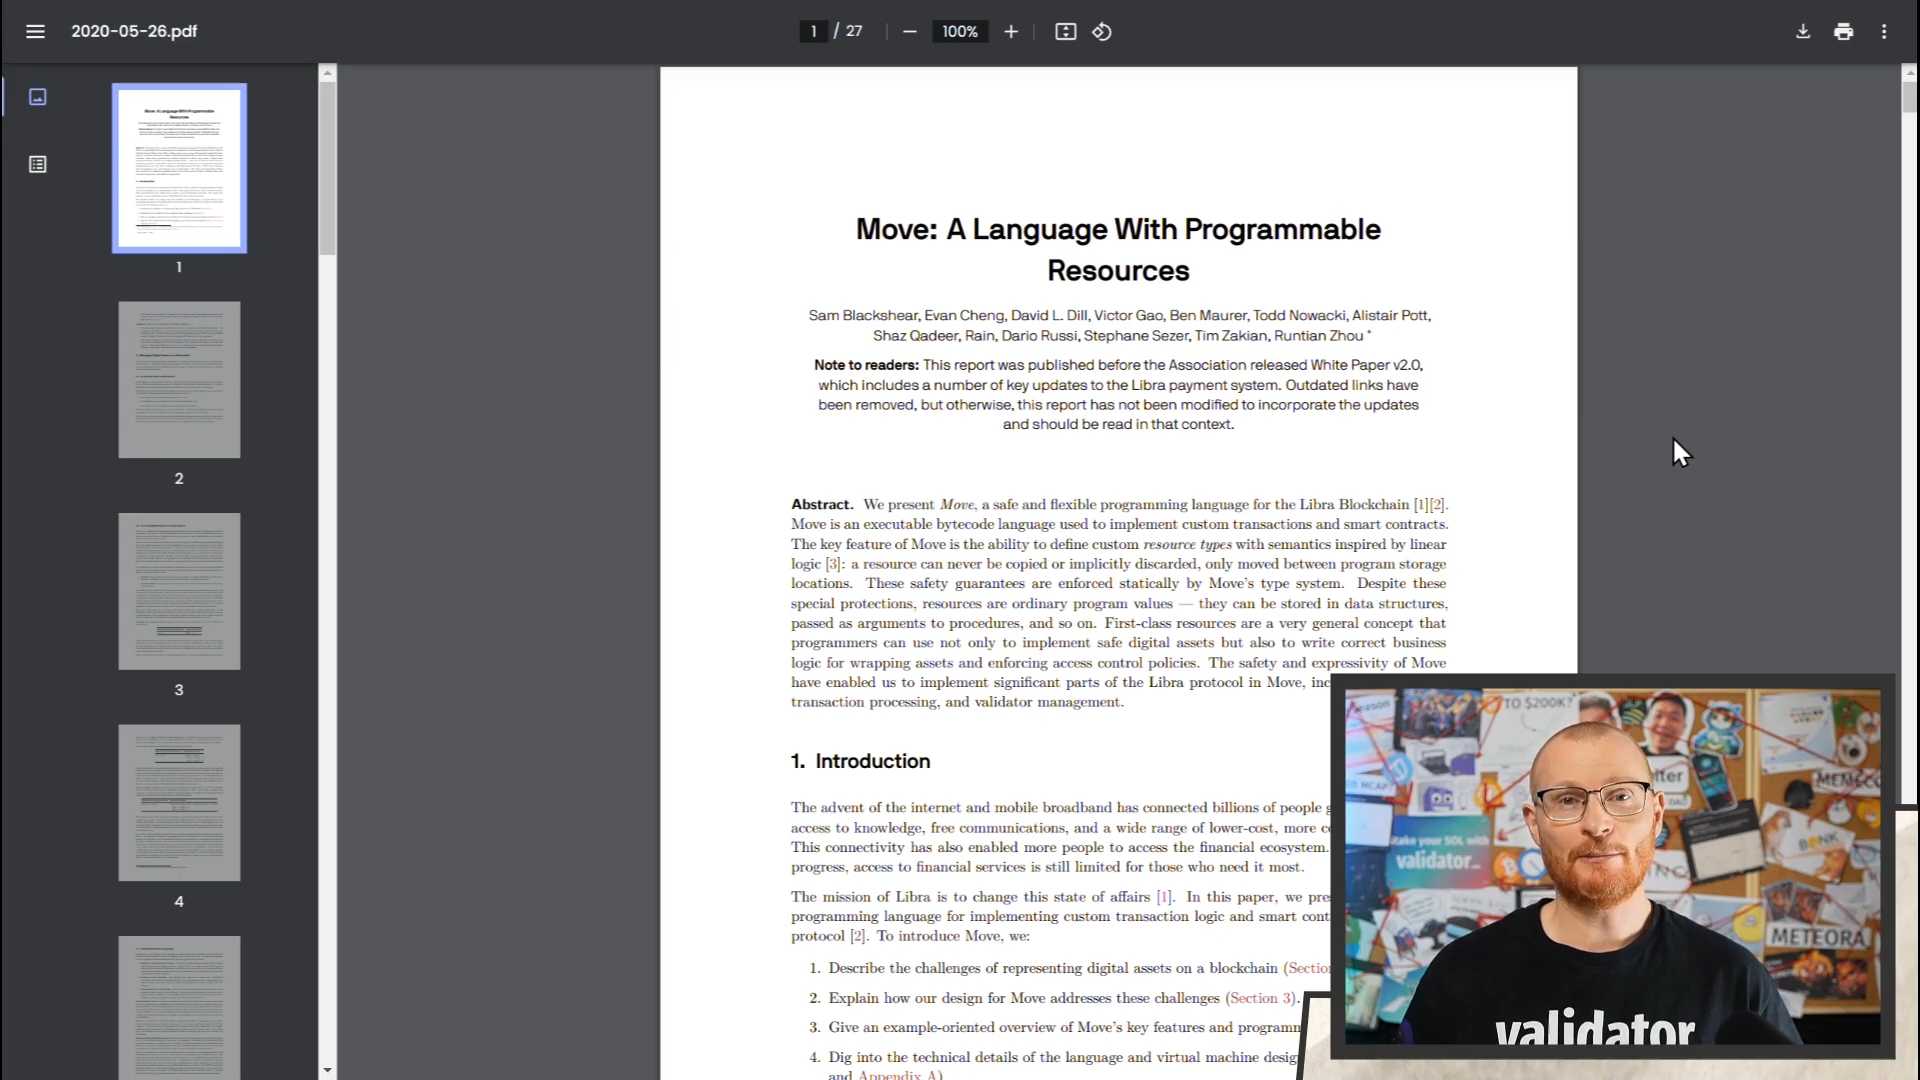 2020-05-26.pdf
1 / 27
100%
1
2
3
4
Move: A Language With Programmable
Resources
Sam Blackshear, Evan Cheng, David L. Dill, Victor Gao, Ben Maurer, Todd Nowacki, Alistair Pott,
Shaz Qadeer, Rain, Dario Russi, Stephane Sezer, Tim Zakian, Runtian Zhou *
Note to readers: This report was published before the Association released White Paper v2.0,
which includes a number of key updates to the Libra payment system. Outdated links have
been removed, but otherwise, this report has not been modified to incorporate the updates
and should be read in that context.
Abstract. We present Move, a safe and flexible programming language for the Libra Blockchain [1][2].
Move is an executable bytecode language used to implement custom transactions and smart contracts.
The key feature of Move is the ability to define custom resource types with semantics inspired by linear
logic [3]: a resource can never be copied or implicitly discarded, only moved between program storage
locations. These safety guarantees are enforced statically by Move's type system. Despite these
special protections, resources are ordinary program values — they can be stored in data structures,
passed as arguments to procedures, and so on. First-class resources are a very general concept that
programmers can use not only to implement safe digital assets but also to write correct business
logic for wrapping assets and enforcing access control policies. The safety and expressivity of Move
have enabled us to implement significant parts of the Libra protocol in Move, inc
transaction processing, and validator management.
1. Introduction
The advent of the internet and mobile broadband has connected billions of people g
access to knowledge, free communications, and a wide range of lower-cost, more co
This connectivity has also enabled more people to access the financial ecosystem.
progress, access to financial services is still limited for those who need it most.
The mission of Libra is to change this state of affairs [1]. In this paper, we pres
programming language for implementing custom transaction logic and smart cont
protocol [2]. To introduce Move, we:
1. Describe the challenges of representing digital assets on a blockchain (Section
2. Explain how our design for Move addresses these challenges (Section 3).
3. Give an example-oriented overview of Move's key features and programm
4. Dig into the technical details of the language and virtual machine desig
and Appendix A)
TO $200K?
Stake your SOL with
validator
BONK
METEORA
validator